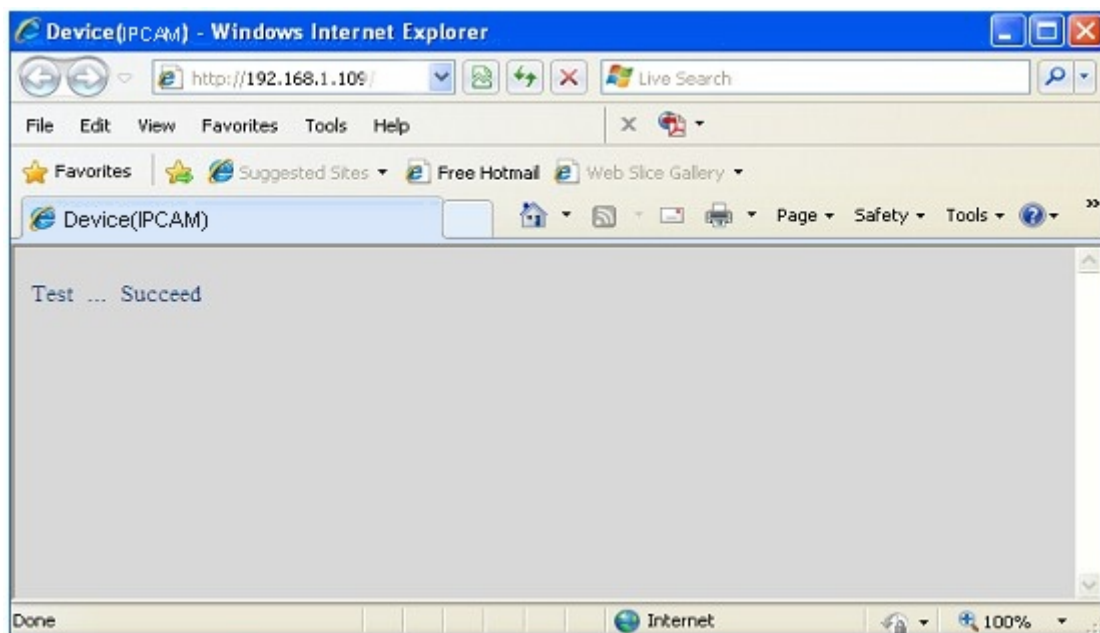 Device(IPCAM) - Windows Internet Explorer
http://192.168.1.109/
Live Search
File Edit View Favorites Tools Help
Favorites Suggested Sites Free Hotmail Web Slice Gallery
Device(IPCAM)
Page Safety Tools
Test ... Succeed
Done Internet 100%